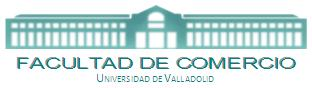 FACULTAD DE COMERCIO
UNIVERSIDAD DE VALLADOLID